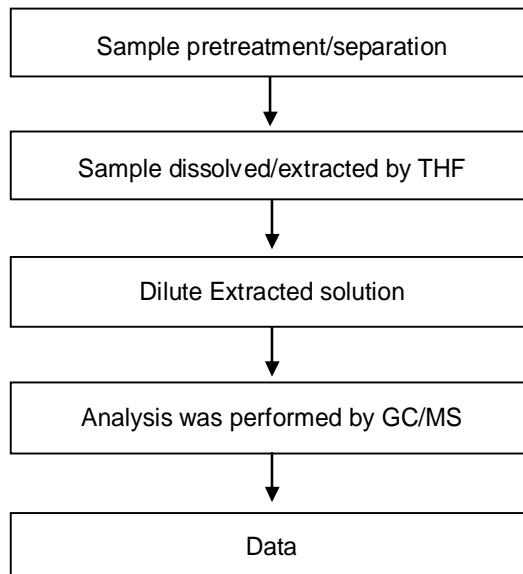 Sample pretreatment/separation
Sample dissolved/extracted by THF
Dilute Extracted solution
Analysis was performed by GC/MS
Data